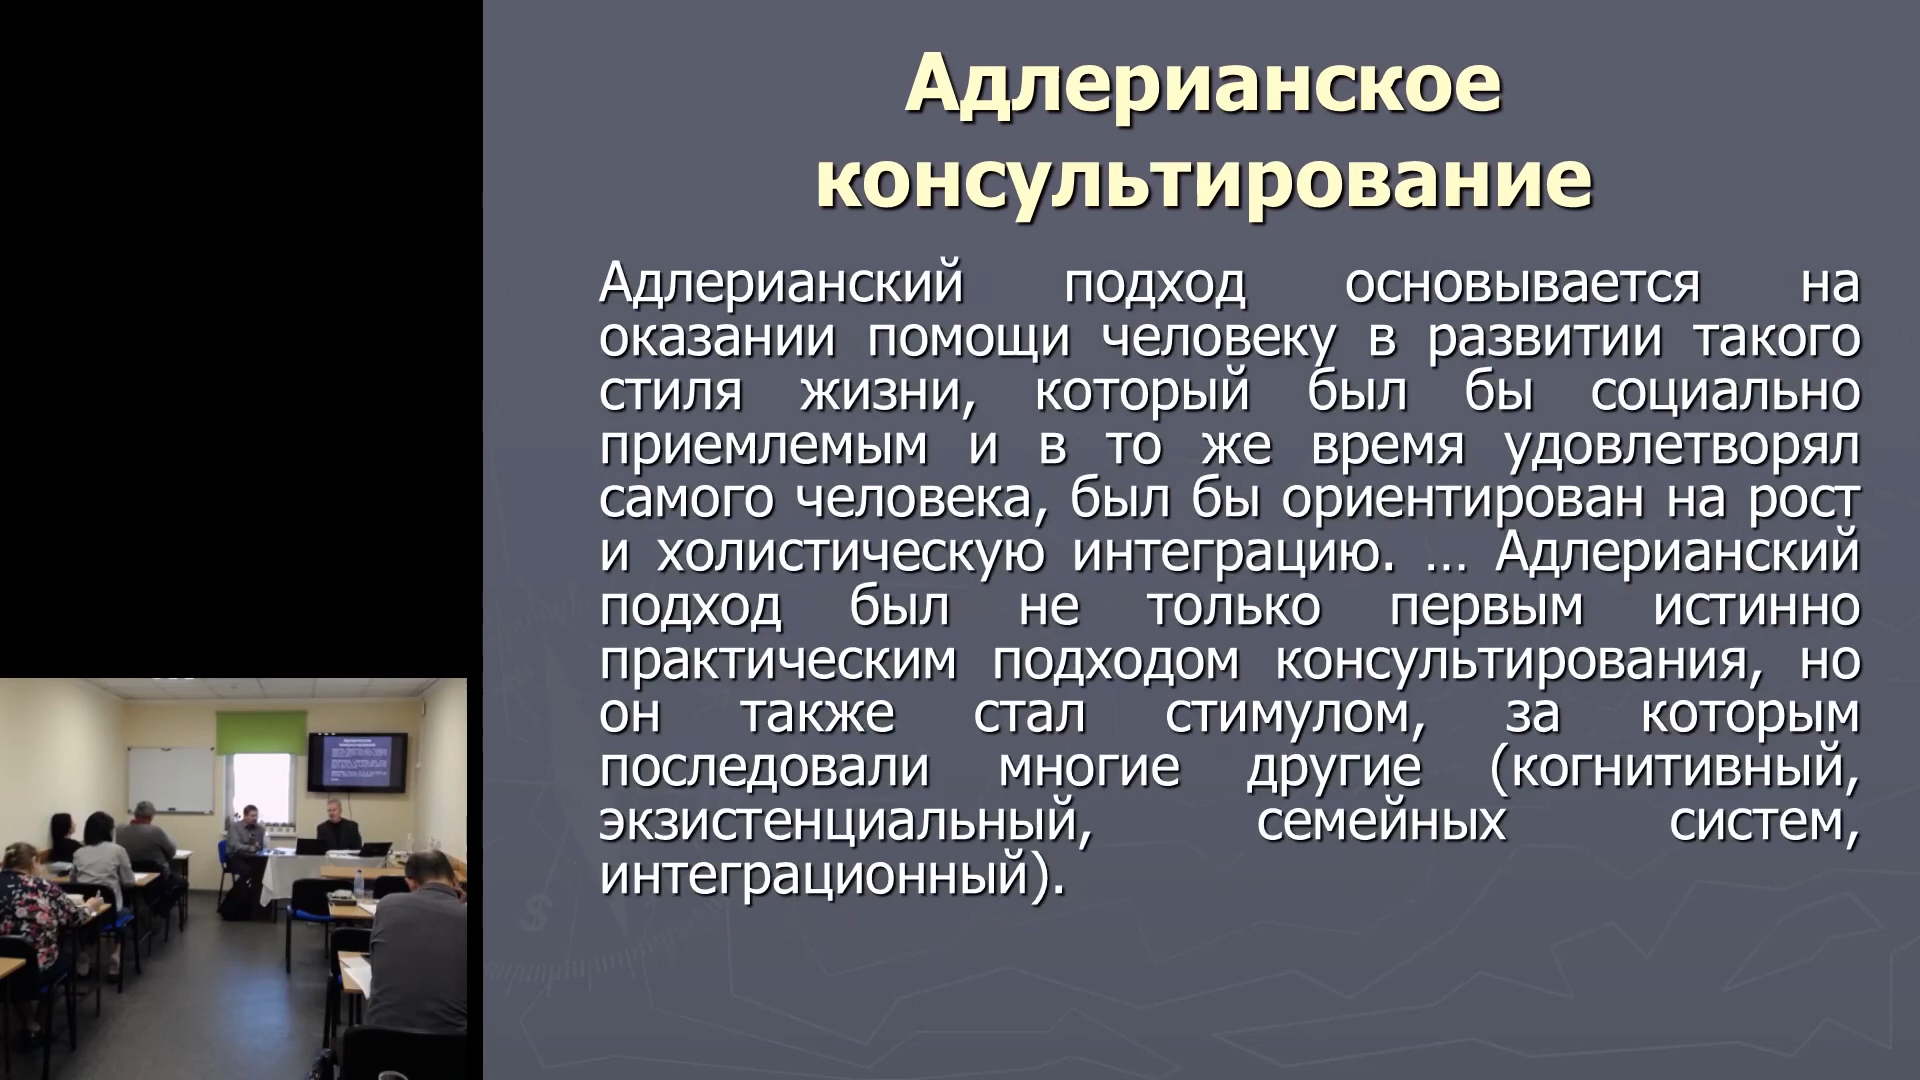 Адлерианское
консультирование
Адлерианский подход основывается на
оказании помощи человеку в развитии такого
стиля жизни, который был бы социально
приемлемым и в то же время удовлетворял
самого человека, был бы ориентирован на рост
и холистическую интеграцию. … Адлерианский
подход был не только первым истинно
практическим подходом консультирования, но
он также стал стимулом, за которым
последовали многие другие (когнитивный,
экзистенциальный, семейных систем,
интеграционный).